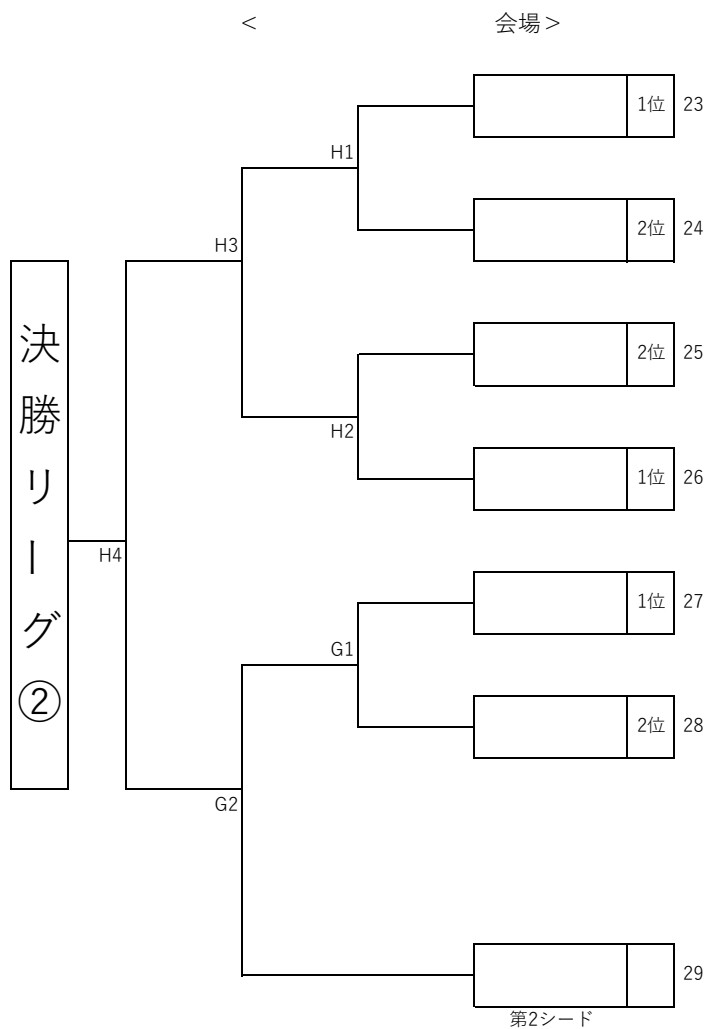 < 会場>
1位 23
H1
2位 24
H3
2位 25
H2
1位 26
H4
1位 27
G1
2位 28
G2
29
第2シード
決勝リーグ②